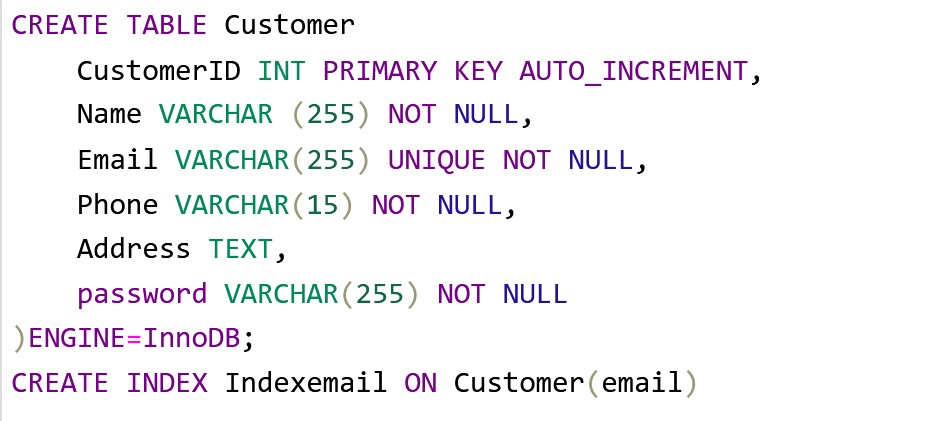 CREATE TABLE Customer
    CustomerID INT PRIMARY KEY AUTO_INCREMENT,
    Name VARCHAR (255) NOT NULL,
    Email VARCHAR(255) UNIQUE NOT NULL,
    Phone VARCHAR(15) NOT NULL,
    Address TEXT,
    password VARCHAR(255) NOT NULL
)ENGINE=InnoDB;
CREATE INDEX Indexemail ON Customer(email)